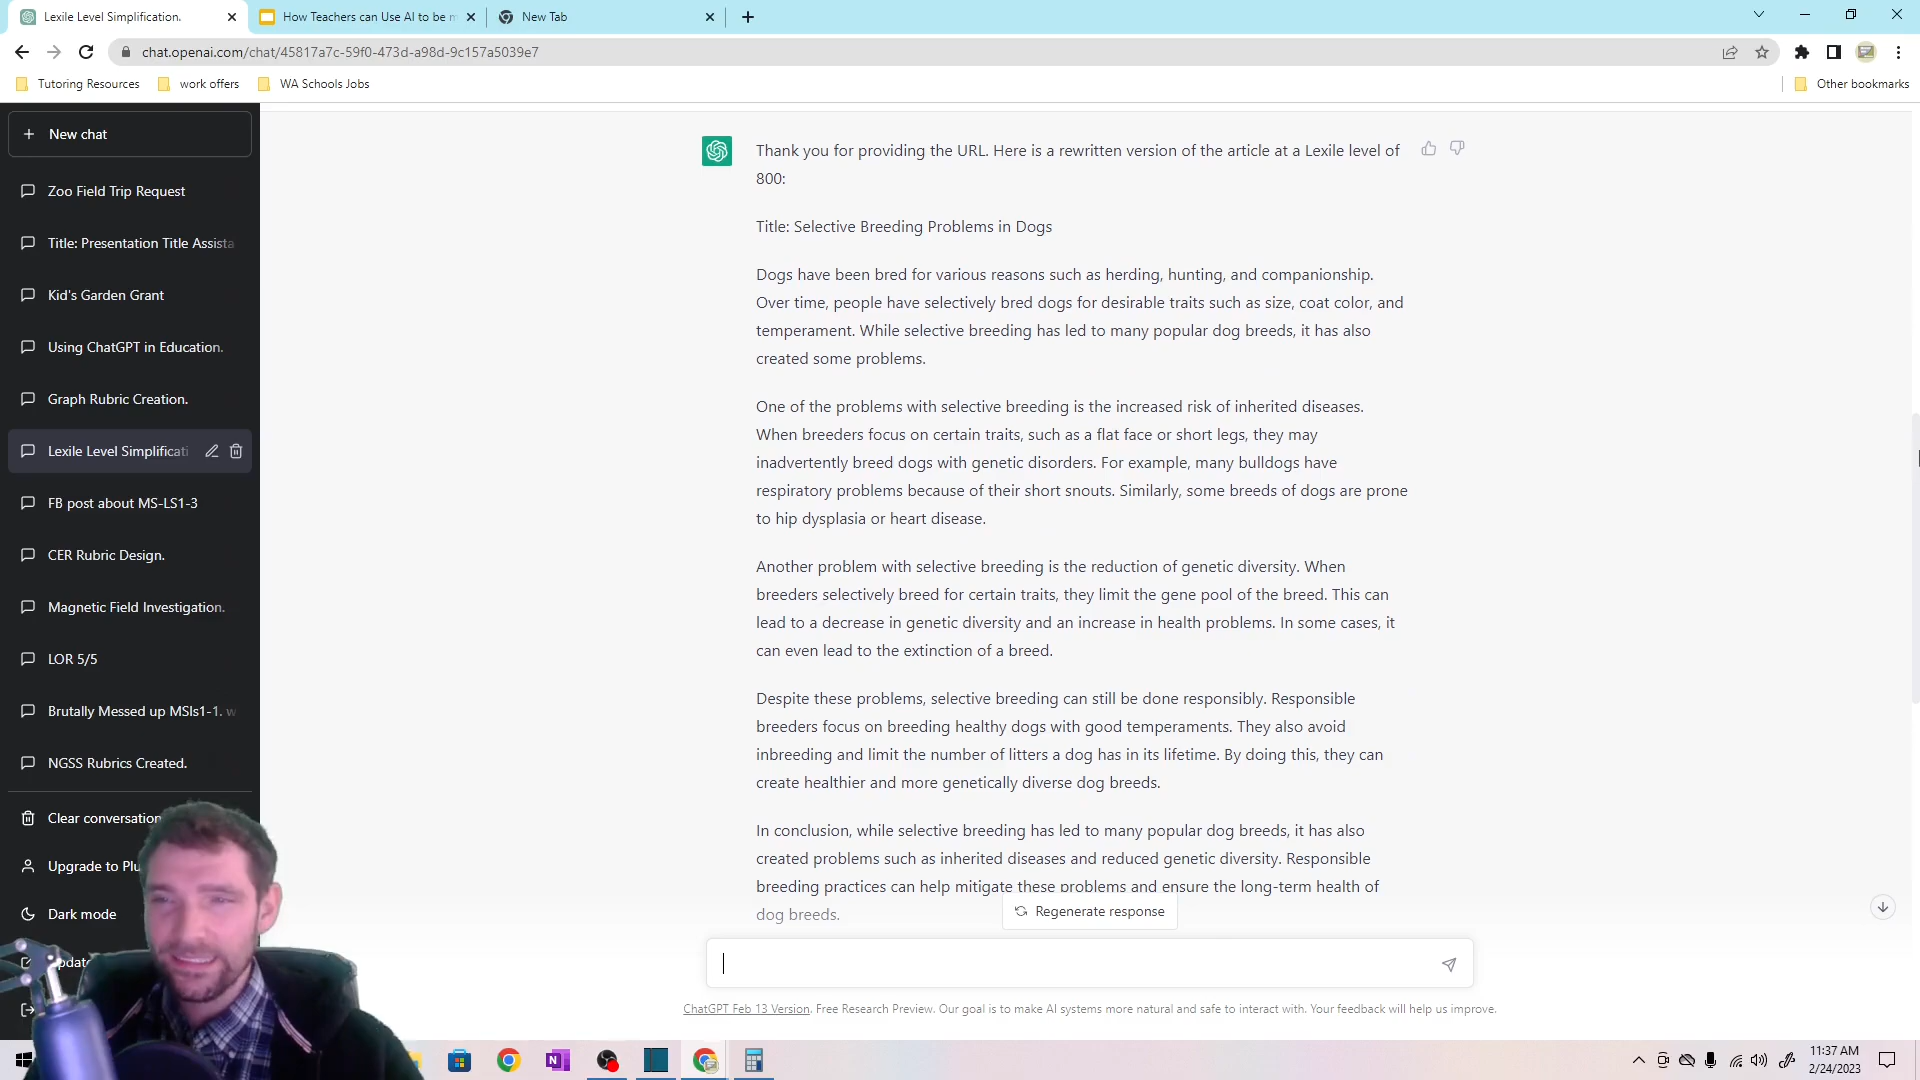 Lexile Level Simplification.
How Teachers can Use AI to be m
New Tab
chat.openai.com/chat/45817a7c-59f0-473d-a98d-9c157a5039e7
Tutoring Resources
work offers
WA Schools Jobs
Other bookmarks
New chat
Zoo Field Trip Request
Title: Presentation Title Assista
Kid's Garden Grant
Using ChatGPT in Education.
Graph Rubric Creation.
Lexile Level Simplificati
FB post about MS-LS1-3
CER Rubric Design.
Magnetic Field Investigation.
LOR 5/5
Brutally Messed up MSls1-1. w
NGSS Rubrics Created.
Clear conversation
Upgrade to Plu
Dark mode
Thank you for providing the URL. Here is a rewritten version of the article at a Lexile level of
800:
Title: Selective Breeding Problems in Dogs
Dogs have been bred for various reasons such as herding, hunting, and companionship.
Over time, people have selectively bred dogs for desirable traits such as size, coat color, and
temperament. While selective breeding has led to many popular dog breeds, it has also
created some problems.
One of the problems with selective breeding is the increased risk of inherited diseases.
When breeders focus on certain traits, such as a flat face or short legs, they may
inadvertently breed dogs with genetic disorders. For example, many bulldogs have
respiratory problems because of their short snouts. Similarly, some breeds of dogs are prone
to hip dysplasia or heart disease.
Another problem with selective breeding is the reduction of genetic diversity. When
breeders selectively breed for certain traits, they limit the gene pool of the breed. This can
lead to a decrease in genetic diversity and an increase in health problems. In some cases, it
can even lead to the extinction of a breed.
Despite these problems, selective breeding can still be done responsibly. Responsible
breeders focus on breeding healthy dogs with good temperaments. They also avoid
inbreeding and limit the number of litters a dog has in its lifetime. By doing this, they can
create healthier and more genetically diverse dog breeds.
In conclusion, while selective breeding has led to many popular dog breeds, it has also
created problems such as inherited diseases and reduced genetic diversity. Responsible
breeding practices can help mitigate these problems and ensure the long-term health of
dog breeds.
Regenerate response
ChatGPT Feb 13 Version. Free Research Preview. Our goal is to make AI systems more natural and safe to interact with. Your feedback will help us improve.
11:37 AM
2/24/2023